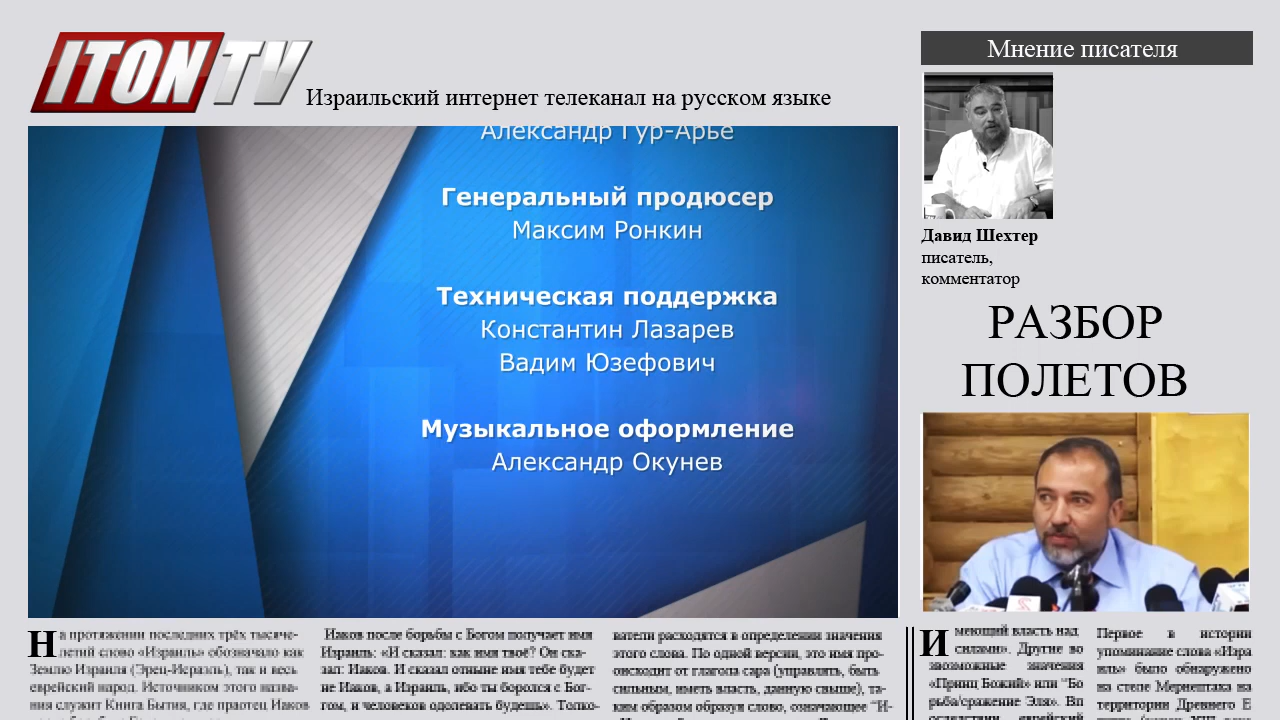 ITON TV
Израильский интернет телеканал на русском языке
Александр Гур-Арье
Генеральный продюсер
Максим Ронкин
Техническая поддержка
Константин Лазарев
Вадим Юзефович
Музыкальное оформление
Александр Окунев
Мнение писателя
Давид Шехтер
писатель,
комментатор
РАЗБОР
ПОЛЕТОВ
На протяжении последних трёх тысяче-
летий слово «Израиль» обозначало как
Землю Израиля (Эрец-Исраэль), так и весь
еврейский народ. Источником этого назва-
ния служит Книга Бытия, где праотец Иаков
Иаков после борьбы с Богом получает имя
Израиль: «И сказал: как имя твоё? Он ска-
зал: Иаков. И сказал отныне имя тебе будет
не Иаков, а Израиль, ибо ты боролся с Бог-
ом, и человеков одолевать будешь». Толко-
ватели расходятся в определении значения
этого слова. По одной версии, это имя про-
оисходит от глагола сара (управлять, быть
сильным, иметь власть, данную свыше), та-
ким образом образуя слово, означающее "И-
Имеющий власть над
силами». Другие во
звозможные значения
«Принц Божий» или "Бо
рьба/сражение Эля». Вп
Первое в истории
упоминание слова «Изра
иль» было обнаружено
на стеле Мернептаха на
территории Древнего Е